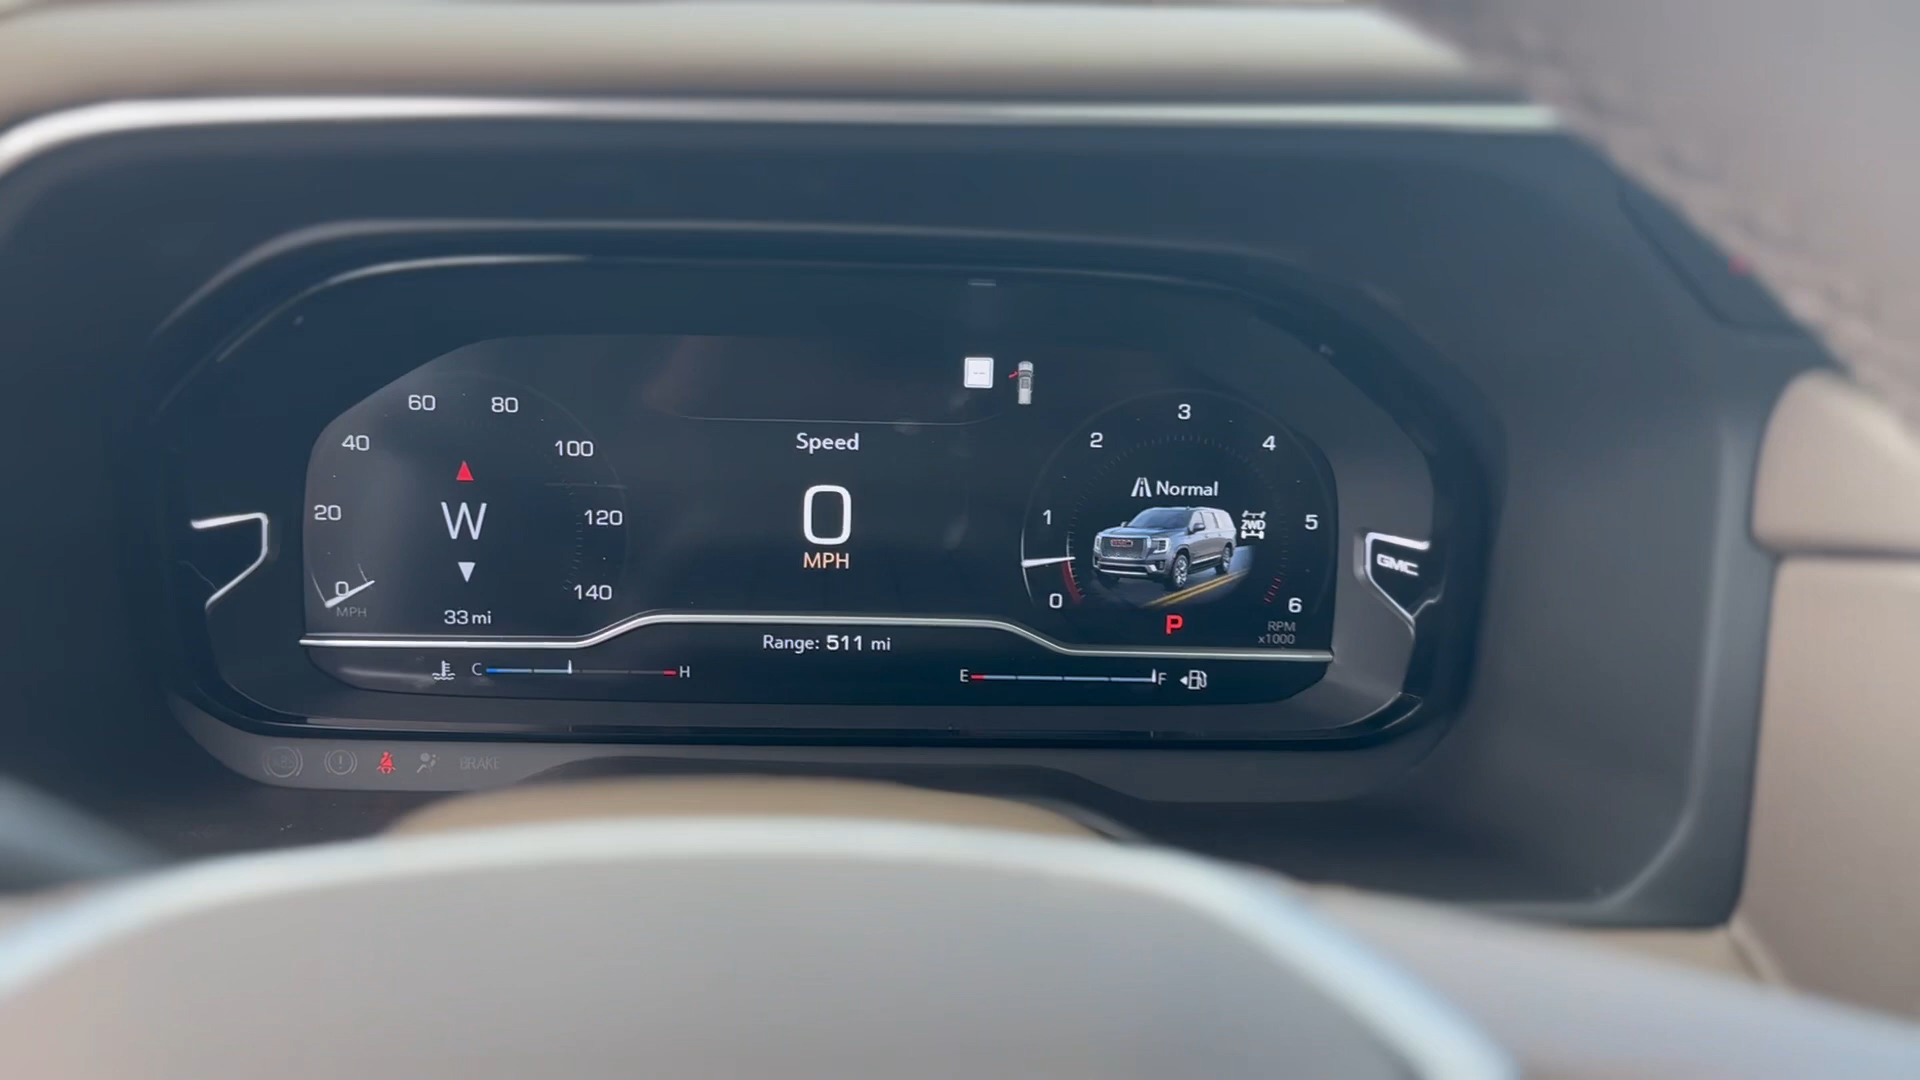 60 80
40 100
20 120
0 140
MPH
W
33 mi
Speed
0
MPH
Range: 511 mi
C H
E F
3
2 4
1 5
0 6
Normal
2WD
P
RPM
x1000
GMC
BRAKE